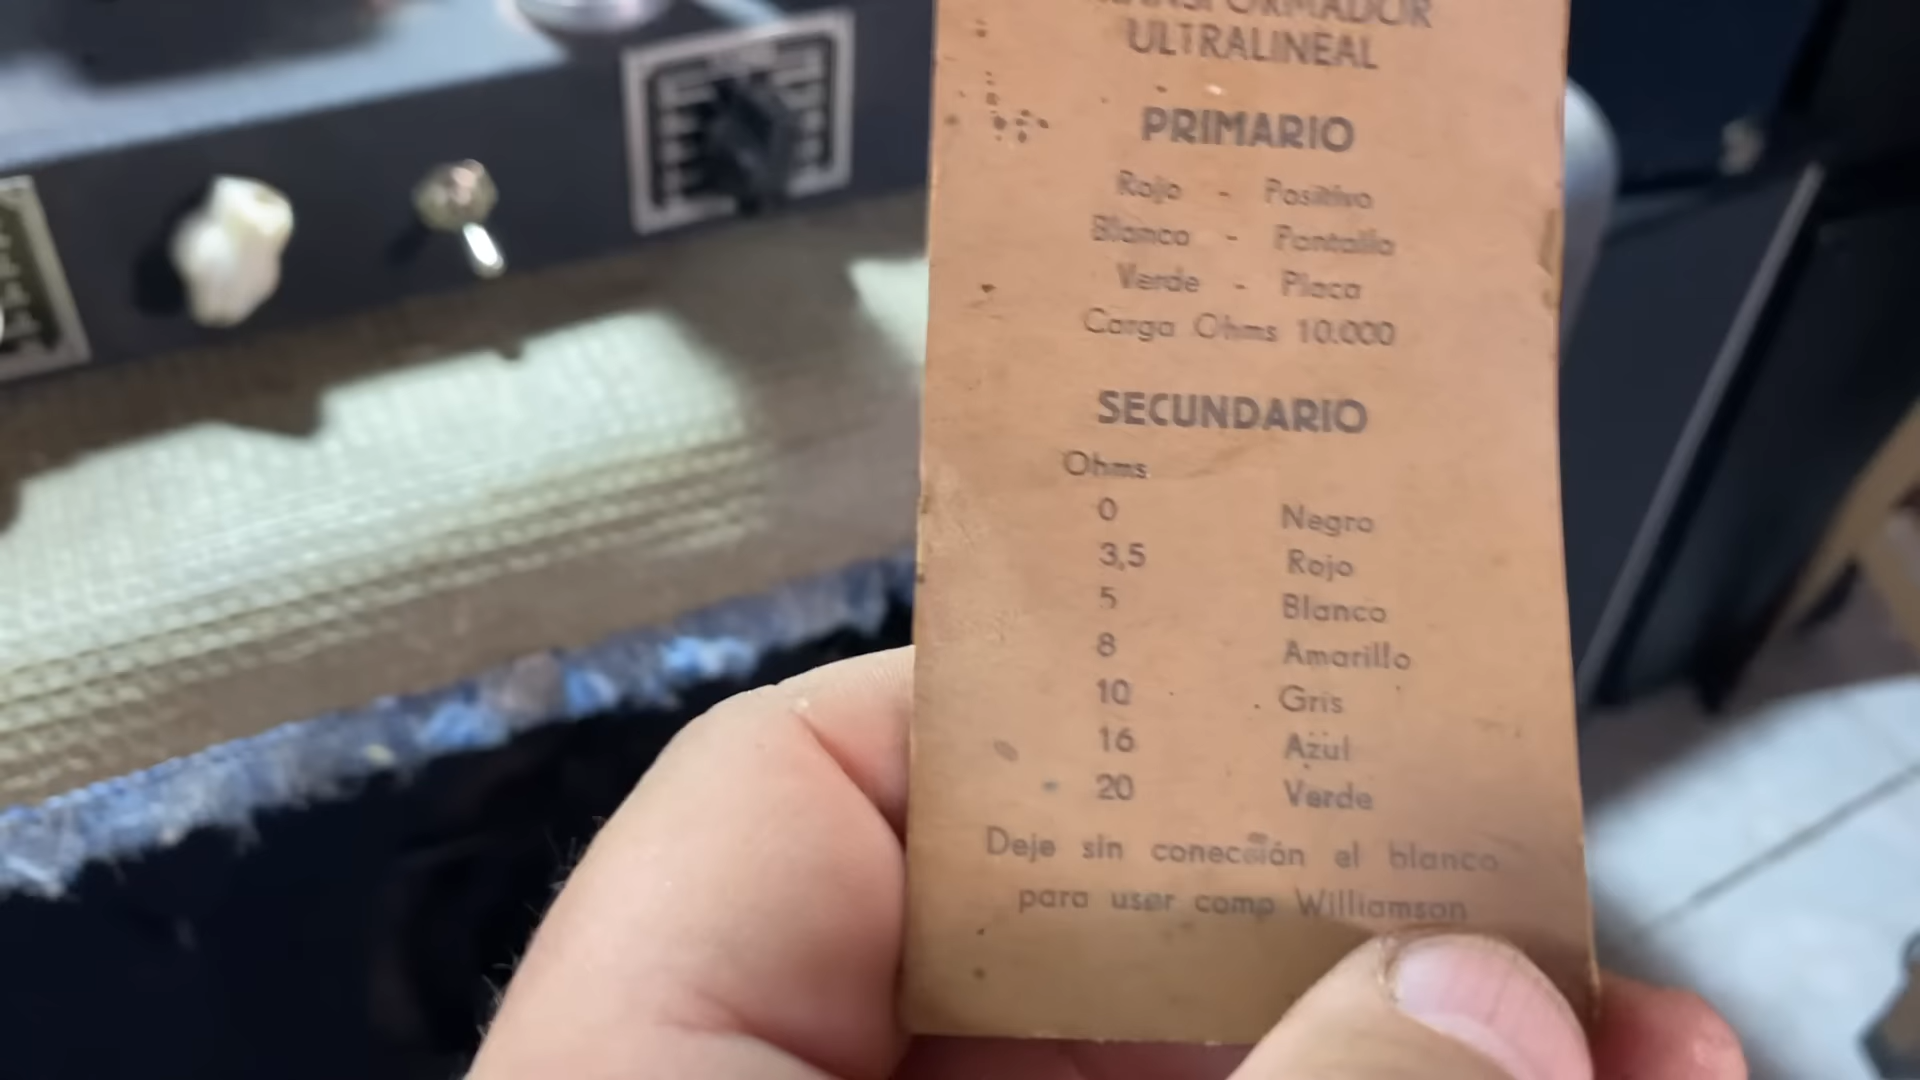 TRANSFORMADOR
ULTRALINEAL
PRIMARIO
Rojo - Positivo
Blanco - Pantalla
Verde - Placa
Carga Ohms 10.000
SECUNDARIO
Ohms
0 Negro
3,5 Rojo
5 Blanco
8 Amarillo
10 Gris
16 Azul
20 Verde
Deje sin conección el blanco
para usar comp Williamson